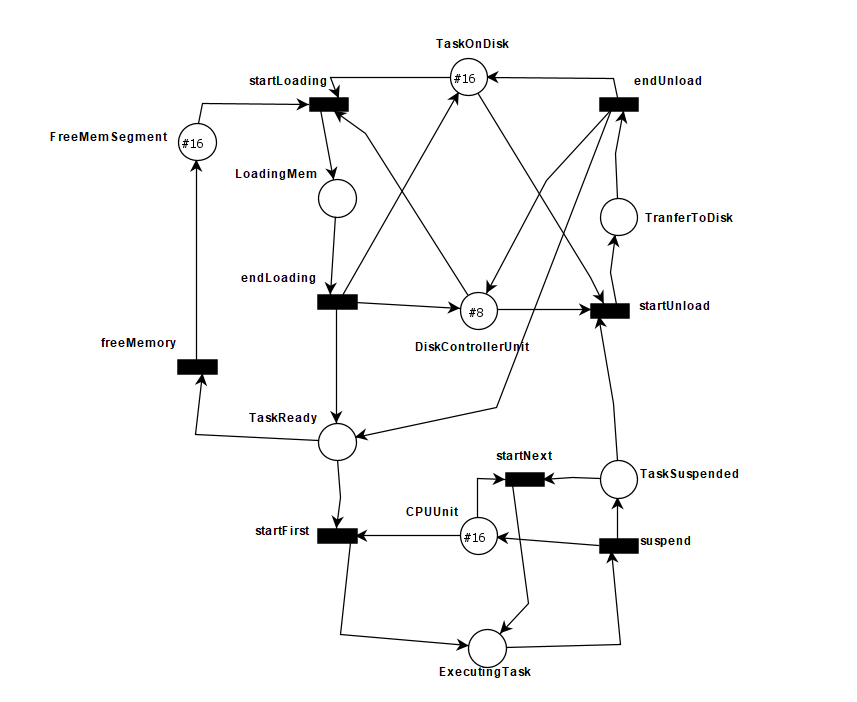 TaskOnDisk
startLoading
#16
endUnload
FreeMemSegment
#16
LoadingMem
TranferToDisk
endLoading
#8
startUnload
freeMemory
DiskControllerUnit
TaskReady
startNext
TaskSuspended
CPUUnit
startFirst
#16
suspend
ExecutingTask